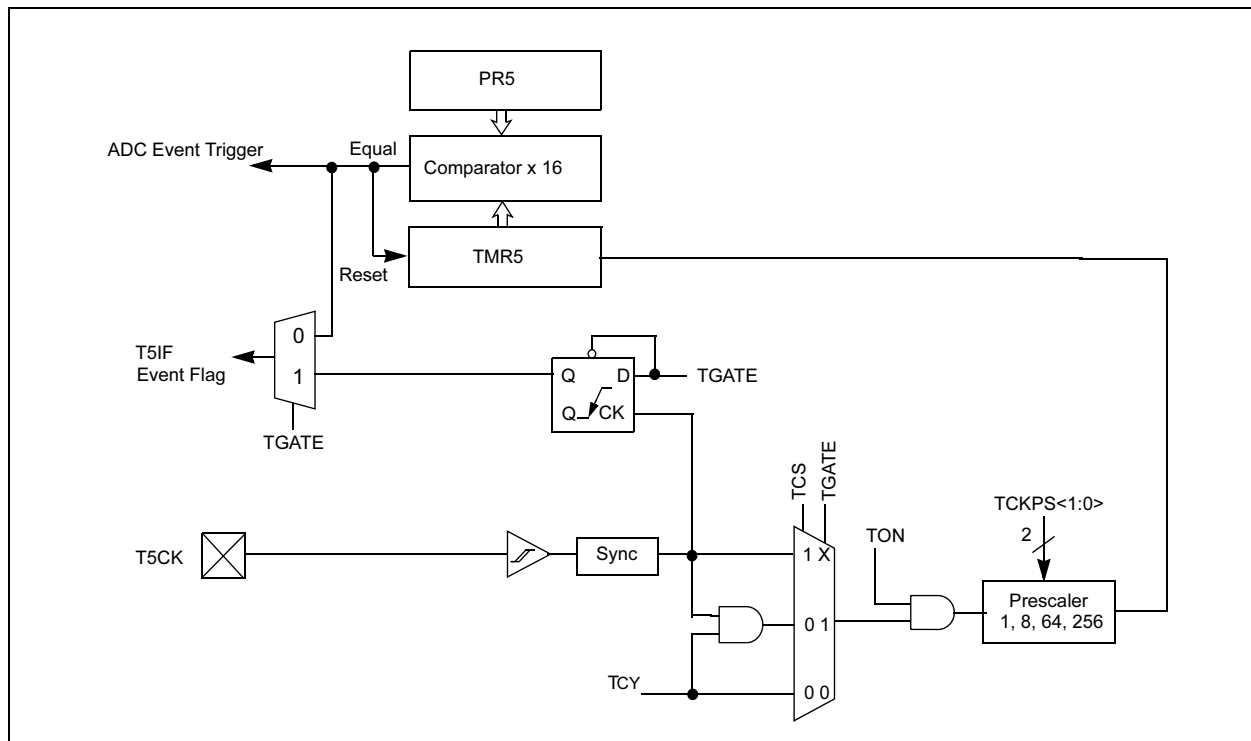 PR5
ADC Event Trigger
Equal
Comparator x 16
TMR5
Reset
0
T5IF
Event Flag
1
TGATE
Q
D
TGATE
Q
CK
TCS
TGATE
TCKPS<1:0>
2
TON
T5CK
Sync
1 X
Prescaler
1, 8, 64, 256
0 1
TCY
0 0